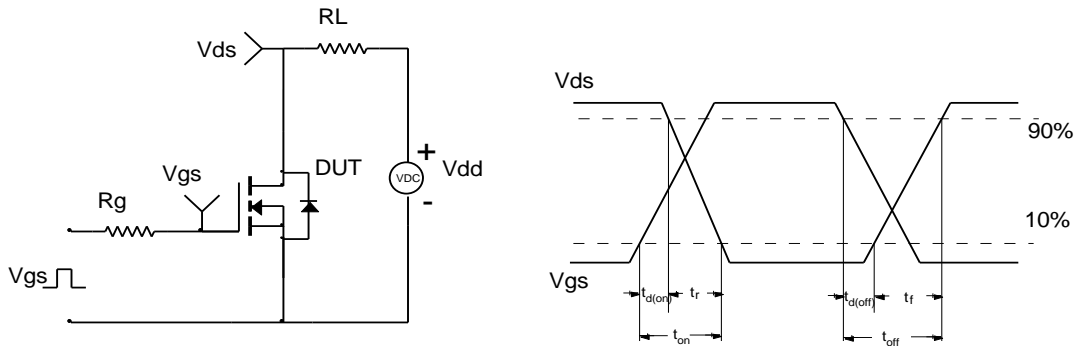 RL
Vds
Vgs
DUT
Rg
VDC
+
-
Vdd
Vgs
Vds
90%
10%
Vgs
td(on)
tr
td(off)
tf
ton
toff